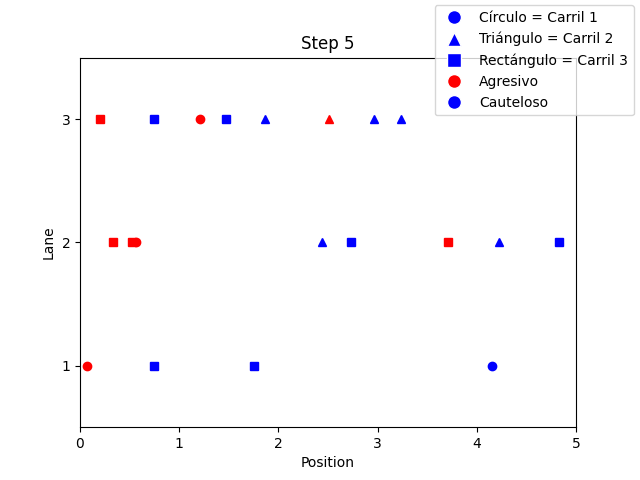 Step 5
Círculo = Carril 1
Triángulo = Carril 2
Rectángulo = Carril 3
Agresivo
Cauteloso
Lane
3
2
1
0 1 2 3 4 5
Position